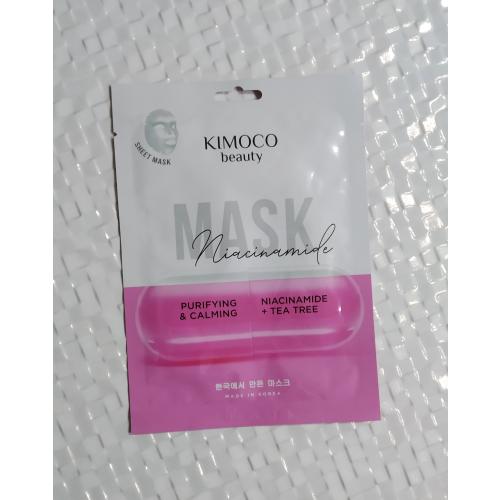 SHEET MASK
KIMOCO
beauty
MASK
Niacinamide
PURIFYING
& CALMING
NIACINAMIDE
+ TEA TREE
한국에서 만든 마스크
MADE IN KOREA